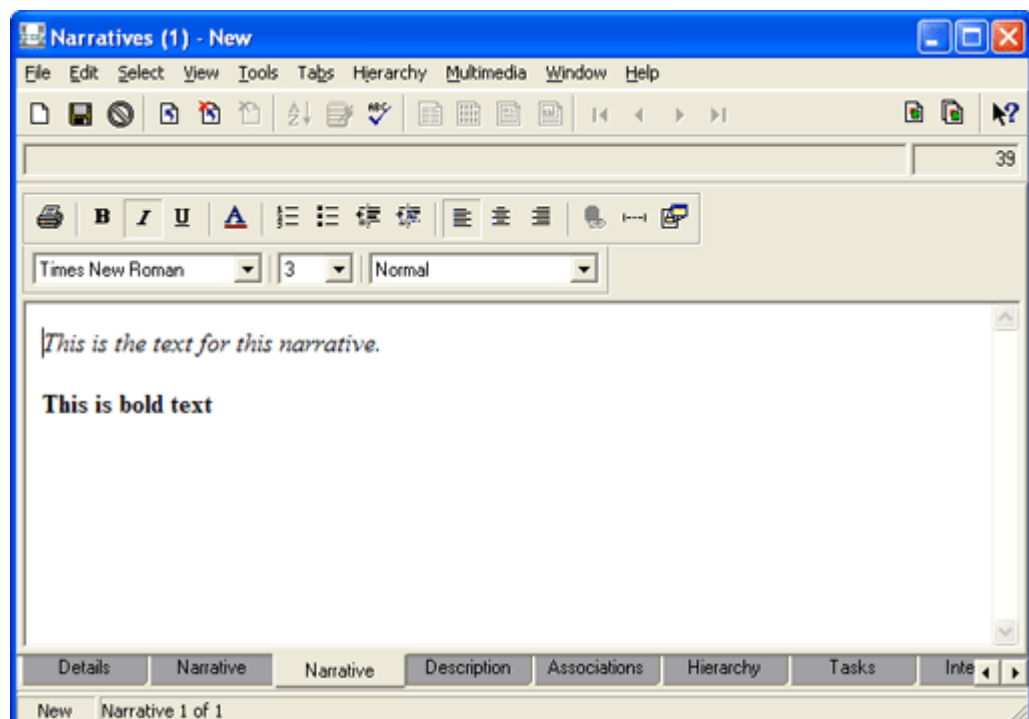 Narratives (1) - New
File Edit Select View Tools Tabs Hierarchy Multimedia Window Help
ABC
39
B I U A
Times New Roman 3 Normal
This is the text for this narrative.
This is bold text
Details Narrative Narrative Description Associations Hierarchy Tasks Inte
New Narrative 1 of 1